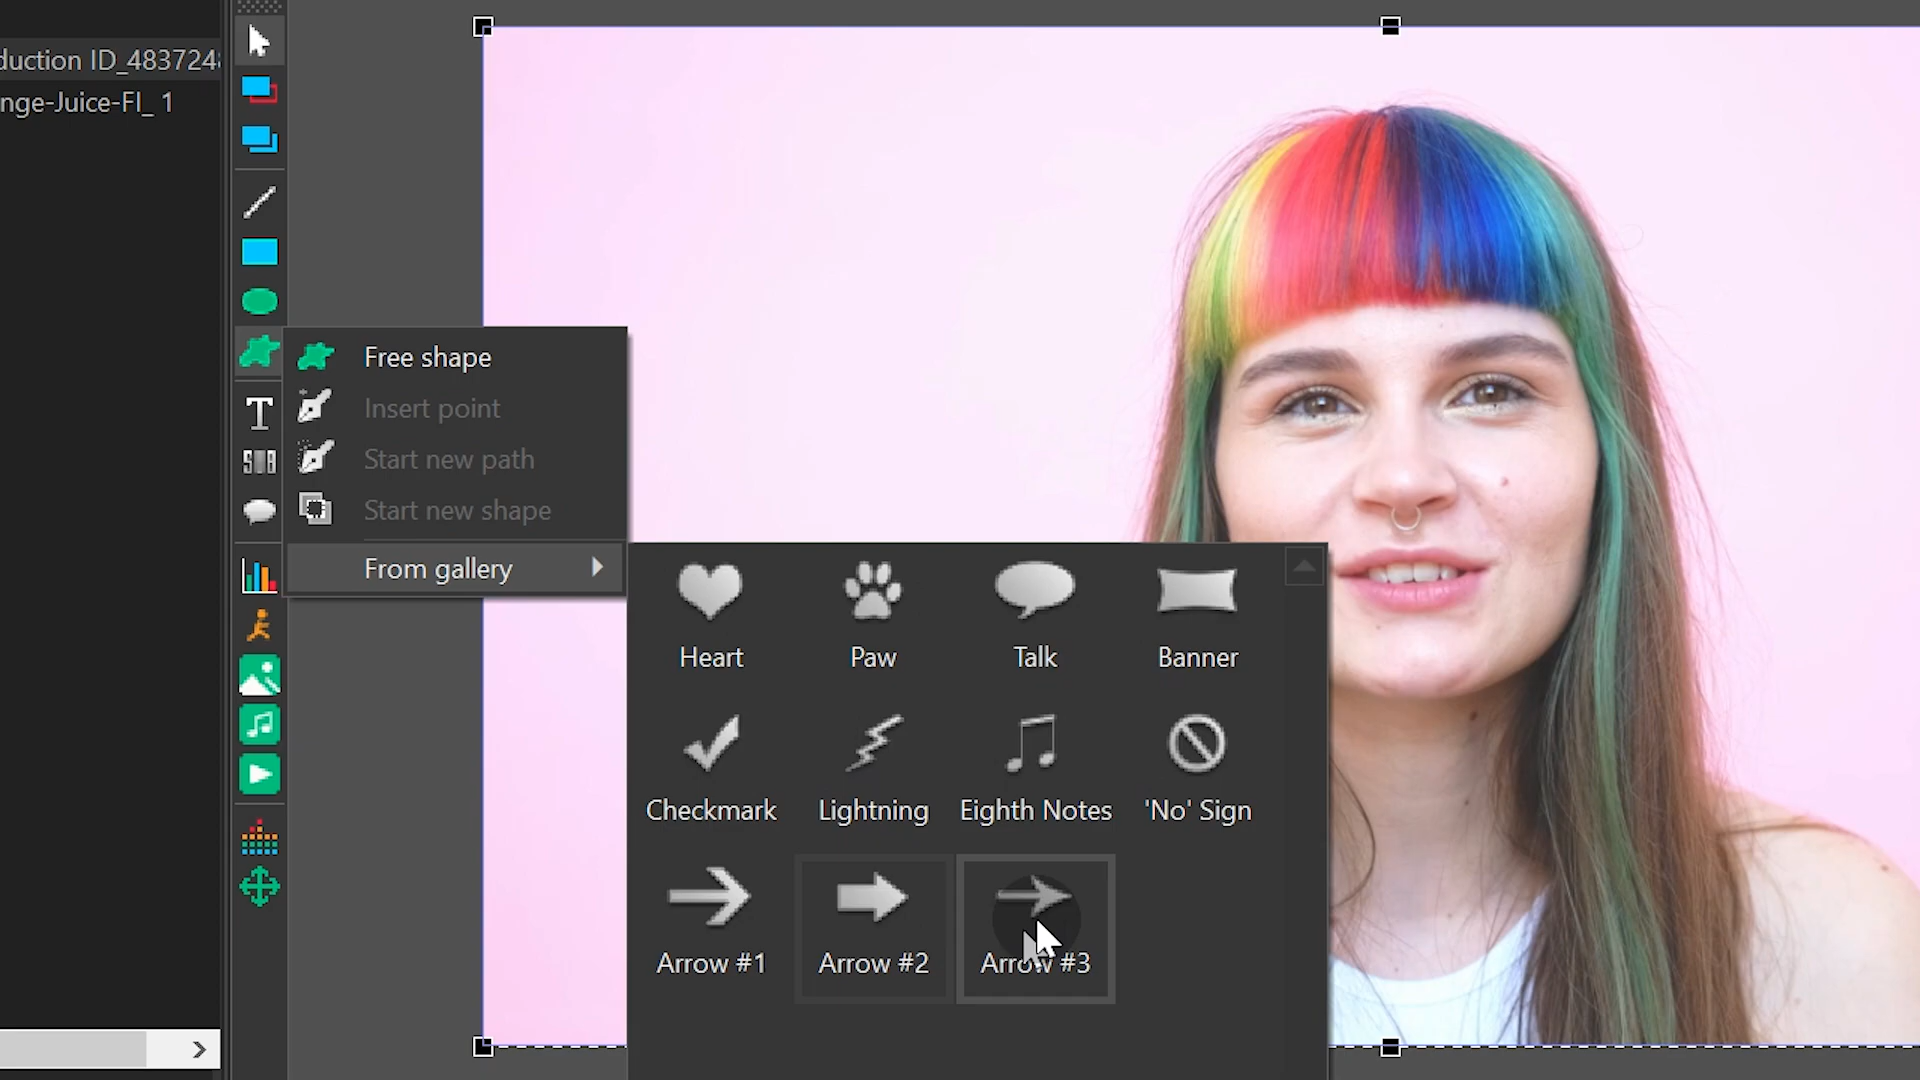 duction ID_483724
nge-Juice-Fl_ 1
Free shape
Insert point
Start new path
Start new shape
From gallery
Heart
Paw
Talk
Banner
Checkmark
Lightning
Eighth Notes
'No' Sign
Arrow #1
Arrow #2
Arrow #3
T